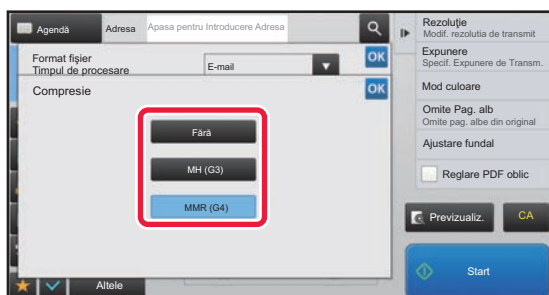 Agendă
Adresa
Apasa pentru Introducere Adresa
Format fişier
Timpul de procesare
E-mail
OK
Compresie
OK
Fără
MH (G3)
MMR (G4)
Altele
Rezoluţie
Modif. rezolutia de transmit
Expunere
Specif. Expunere de Transm.
Mod culoare
Omite Pag. alb
Omite pag. albe din original
Ajustare fundal
Reglare PDF oblic
Previzualiz.
CA
Start